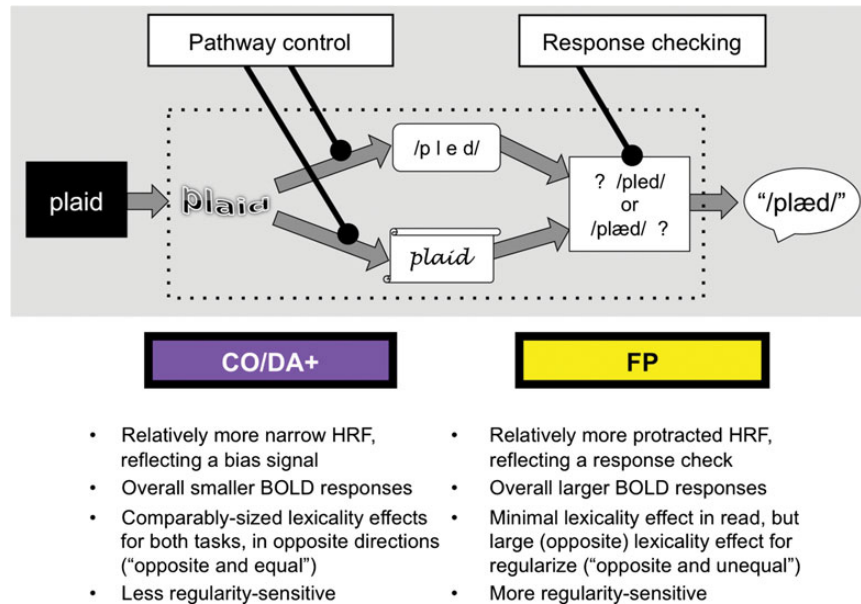 Pathway control
Response checking
plaid
plaid
/p l e d/
plaid
? /pled/
or
/plæd/ ?
“/plæd/”
CO/DA+
• Relatively more narrow HRF,
reflecting a bias signal
• Overall smaller BOLD responses
• Comparably-sized lexicality effects
for both tasks, in opposite directions
(“opposite and equal”)
• Less regularity-sensitive
FP
• Relatively more protracted HRF,
reflecting a response check
• Overall larger BOLD responses
• Minimal lexicality effect in read, but
large (opposite) lexicality effect for
regularize (“opposite and unequal”)
• More regularity-sensitive